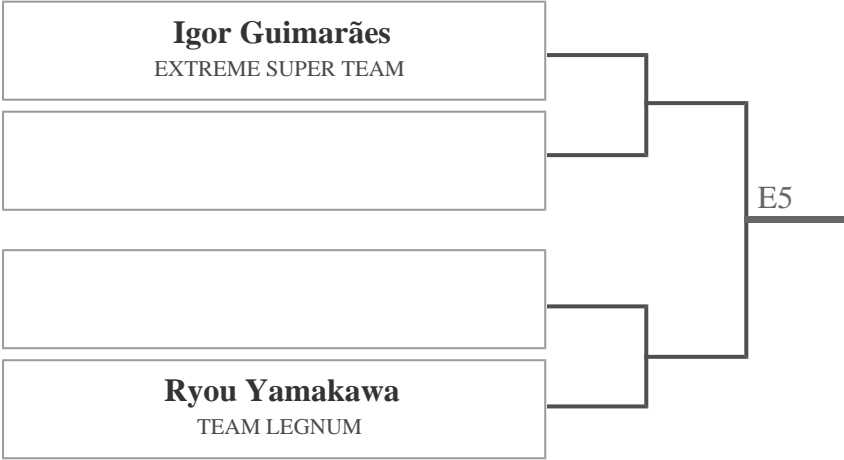 Igor Guimarães
EXTREME SUPER TEAM
E5
Ryou Yamakawa
TEAM LEGNUM